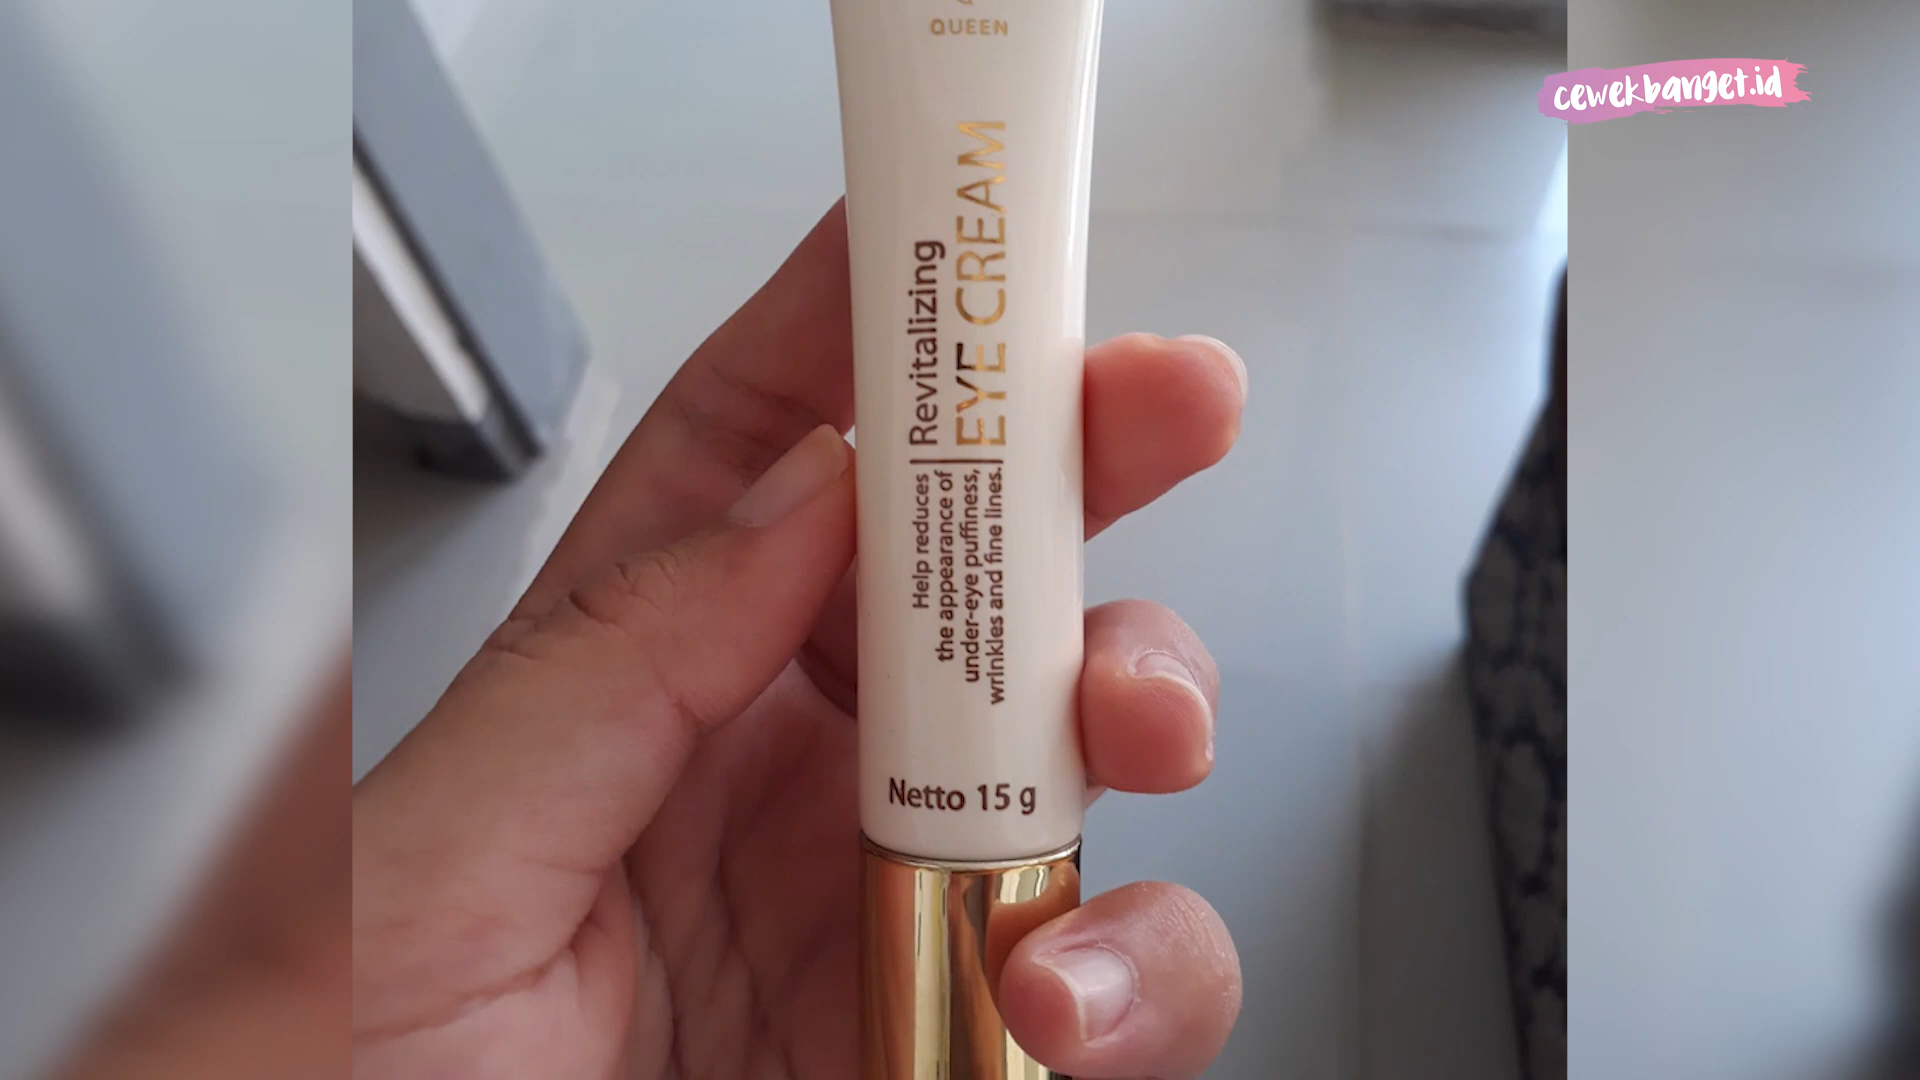 QUEEN
cewekbanget.id
Revitalizing
EYE CREAM
Help reduces
the appearance of
under-eye puffiness,
wrinkles and fine lines.
Netto 15 g